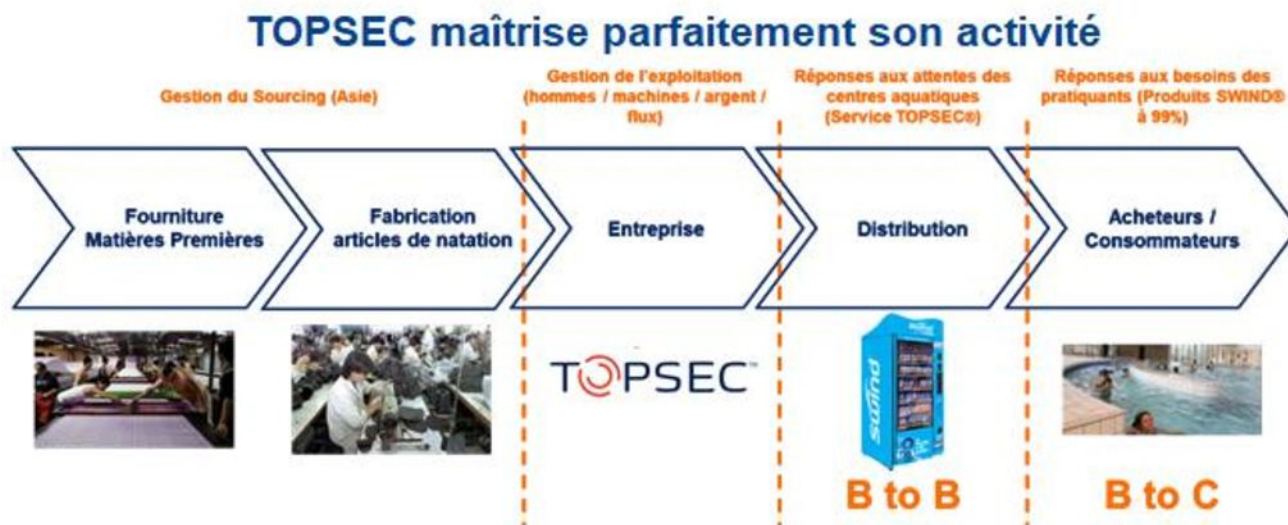 TOPSEC maîtrise parfaitement son activité
Gestion du Sourcing (Asie)
Gestion de l'exploitation
(hommes / machines / argent /
flux)
Réponses aux attentes des
centres aquatiques
(Service TOPSEC®)
Réponses aux besoins des
pratiquants (Produits SWIND®
à 99%)
Fourniture
Matières Premières
Fabrication
articles de natation
Entreprise
Distribution
Acheteurs /
Consommateurs
TOPSEC™
swind
swind
B to B
B to C